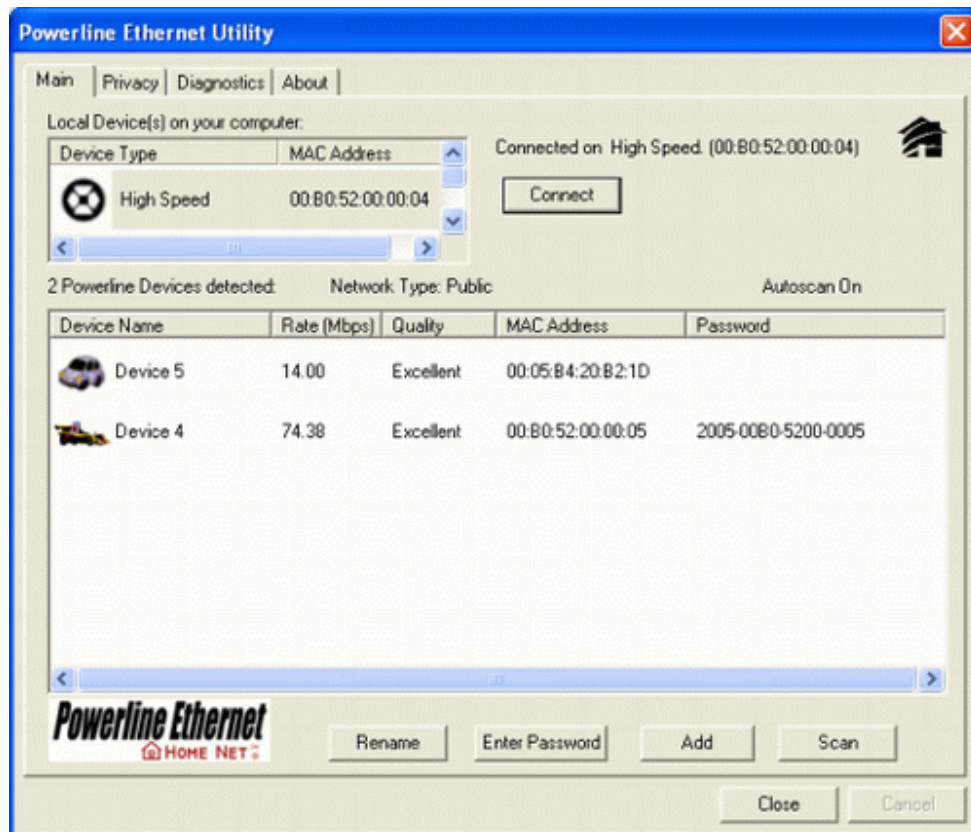 Powerline Ethernet Utility
Main Privacy Diagnostics About
Local Device(s) on your computer:
Device Type MAC Address
High Speed 00:B0:52:00:00:04
Connected on High Speed. (00:B0:52:00:00:04)
Connect
2 Powerline Devices detected: Network Type: Public Autoscan On
Device Name Rate (Mbps) Quality MAC Address Password
Device 5 14.00 Excellent 00:05:B4:20:B2:1D
Device 4 74.38 Excellent 00:B0:52:00:00:05 2005-00B0-5200-0005
Powerline Ethernet
HOME NET
Rename Enter Password Add Scan
Close Cancel